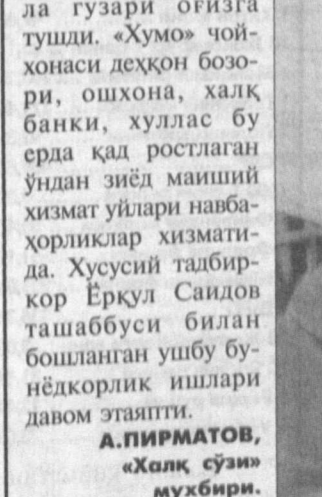 ла гузари оғизга
тушди. «Хумо» чой-
хонаси деҳқон бозо-
ри, ошхона, халқ
банки, хуллас бу
ерда қад ростлаган
ўндан зиёд маиший
хизмат уйлари навба-
ҳорликлар хизмати-
да. Хусусий тадбир-
кор Ёрқул Саидов
ташаббуси билан
бошланган ушбу бу-
нёдкорлик ишлари
давом этаяпти.
А.ПИРМАТОВ,
«Халқ сўзи»
мухбири.